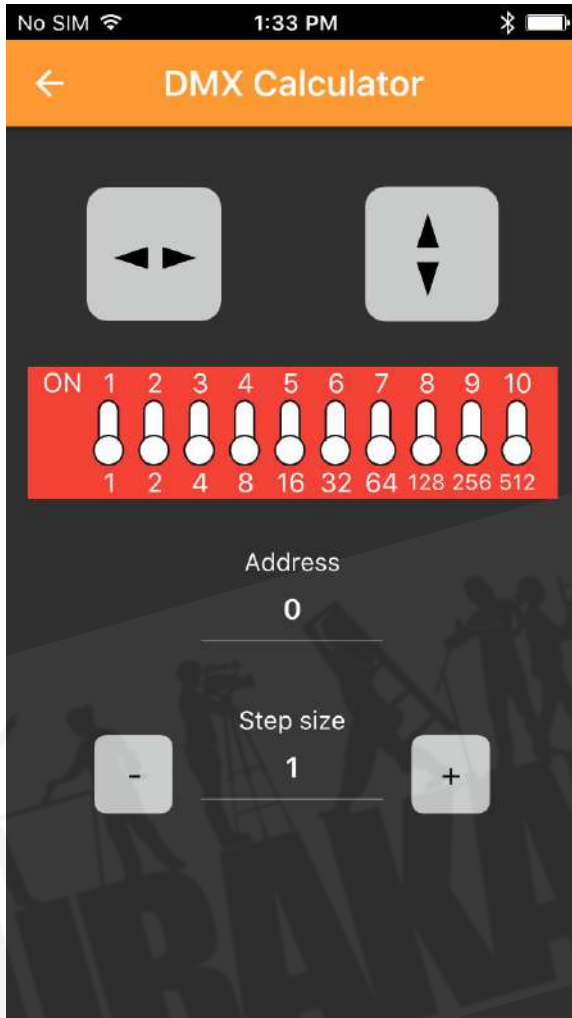 No SIM 1:33 PM
DMX Calculator
ON 1 2 3 4 5 6 7 8 9 10
1 2 4 8 16 32 64 128 256 512
Address
0
Step size
- 1 +
IRAKA